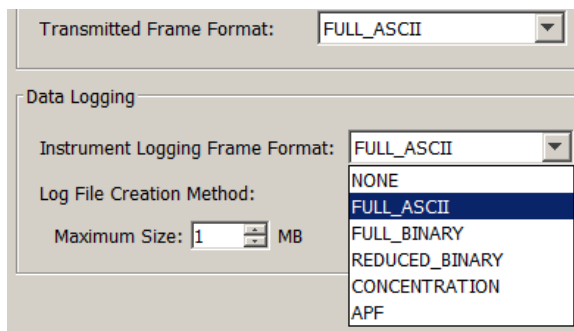 Transmitted Frame Format: FULL_ASCII
Data Logging
Instrument Logging Frame Format: FULL_ASCII
NONE
Log File Creation Method:
FULL_ASCII
Maximum Size: 1 MB
FULL_BINARY
REDUCED_BINARY
CONCENTRATION
APF